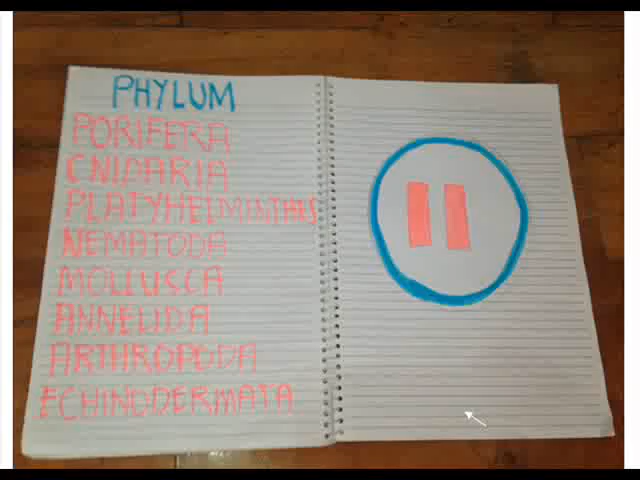 PHYLUM
PORIFERA
CNIDARIA
PLATYHELMINTHES
NEMATODA
MOLLUSCA
ANNELIDA
ARTHROPODA
ECHINODERMATA